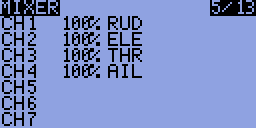 MIXER 5/13
CH1 100% RUD
CH2 100% ELE
CH3 100% THR
CH4 100% AIL
CH5
CH6
CH7